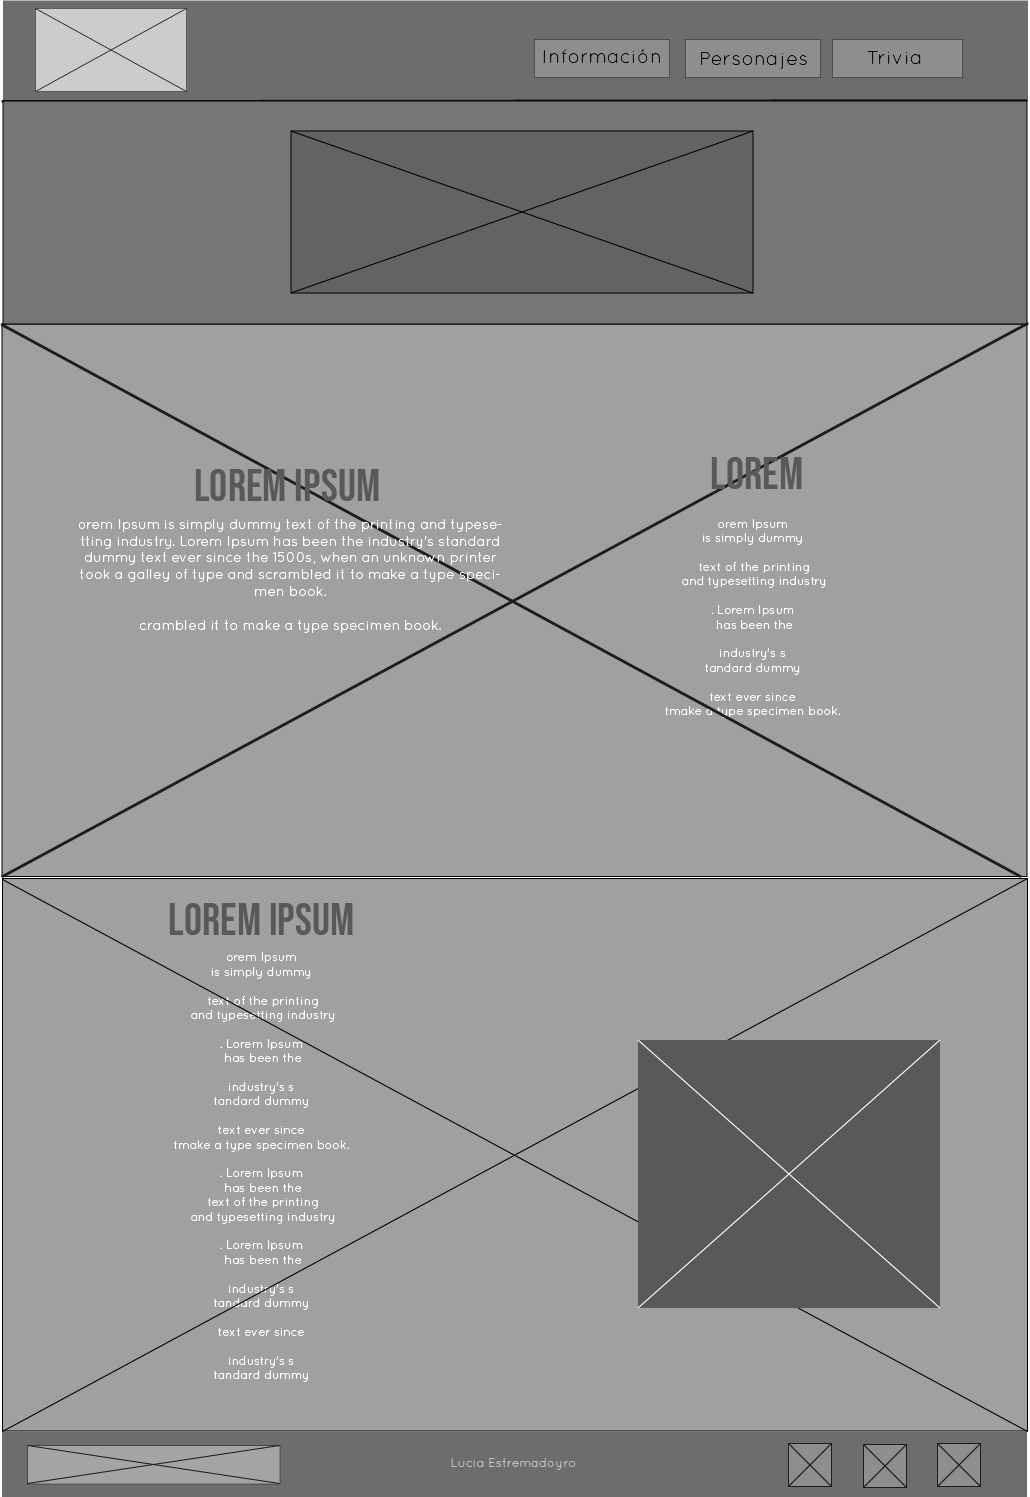 Información
Personajes
Trivia
LOREM IPSUM
orem Ipsum is simply dummy text of the printing and typese-
tting industry. Lorem Ipsum has been the industry's standard
dummy text ever since the 1500s, when an unknown printer
took a galley of type and scrambled it to make a type speci-
men book.
crambled it to make a type specimen book.
LOREM
orem Ipsum
is simply dummy
text of the printing
and typesetting industry
. Lorem Ipsum
has been the
industry's s
tandard dummy
text ever since
tmake a type specimen book.
LOREM IPSUM
orem Ipsum
is simply dummy
text of the printing
and typesetting industry
. Lorem Ipsum
has been the
industry's s
tandard dummy
text ever since
tmake a type specimen book.
. Lorem Ipsum
has been the
text of the printing
and typesetting industry
. Lorem Ipsum
has been the
industry's s
tandard dummy
text ever since
industry's s
tandard dummy
Lucia Estremadoyro